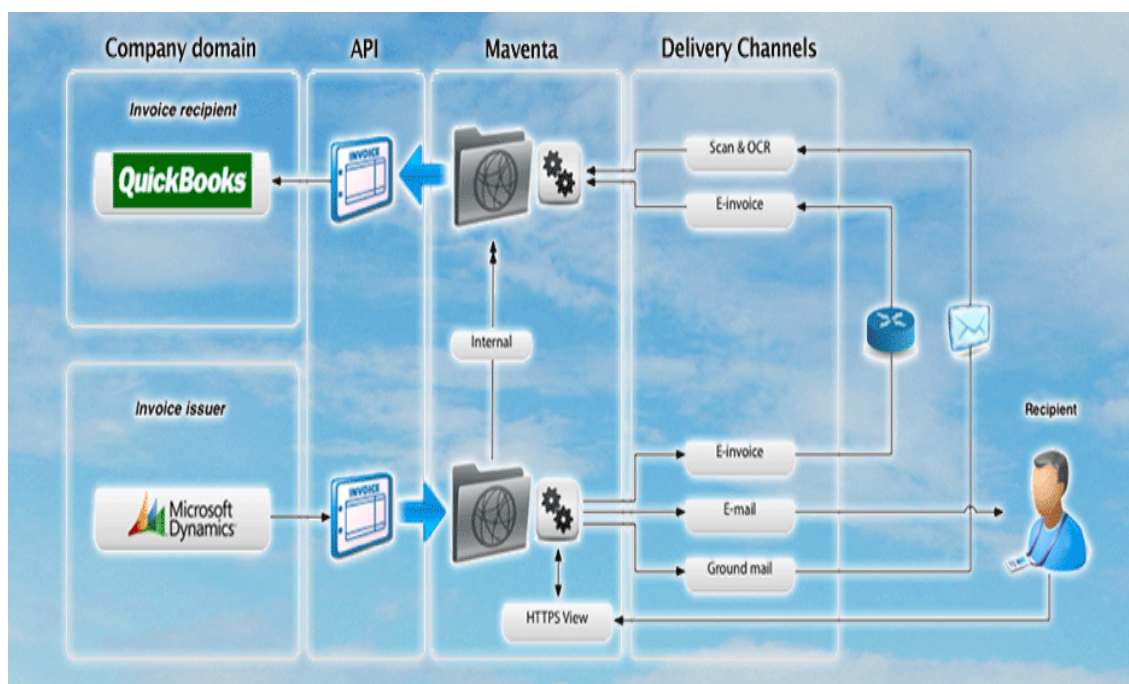 Company domain
API
Maventa
Delivery Channels
Invoice recipient
QuickBooks
INVOICE
Scan & OCR
E-invoice
Internal
Invoice issuer
Microsoft
Dynamics
INVOICE
E-invoice
E-mail
Ground mail
HTTPS View
Recipient